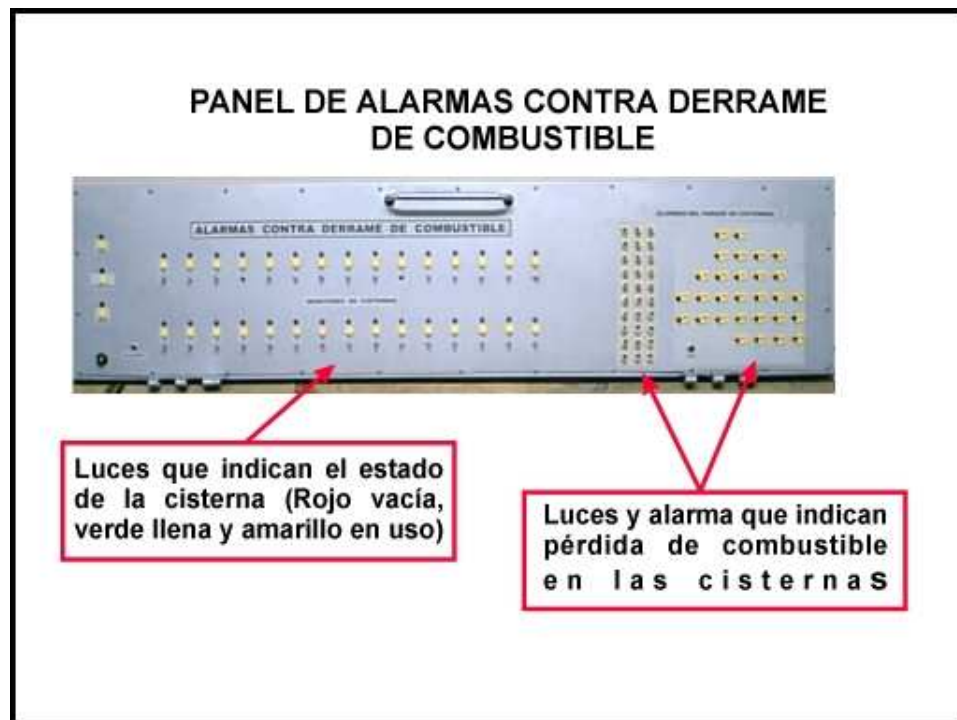 PANEL DE ALARMAS CONTRA DERRAME
DE COMBUSTIBLE
ALARMAS CONTRA DERRAME DE COMBUSTIBLE
Luces que indican el estado
de la cisterna (Rojo vacía,
verde llena y amarillo en uso)
Luces y alarma que indican
pérdida de combustible
en las cisternas